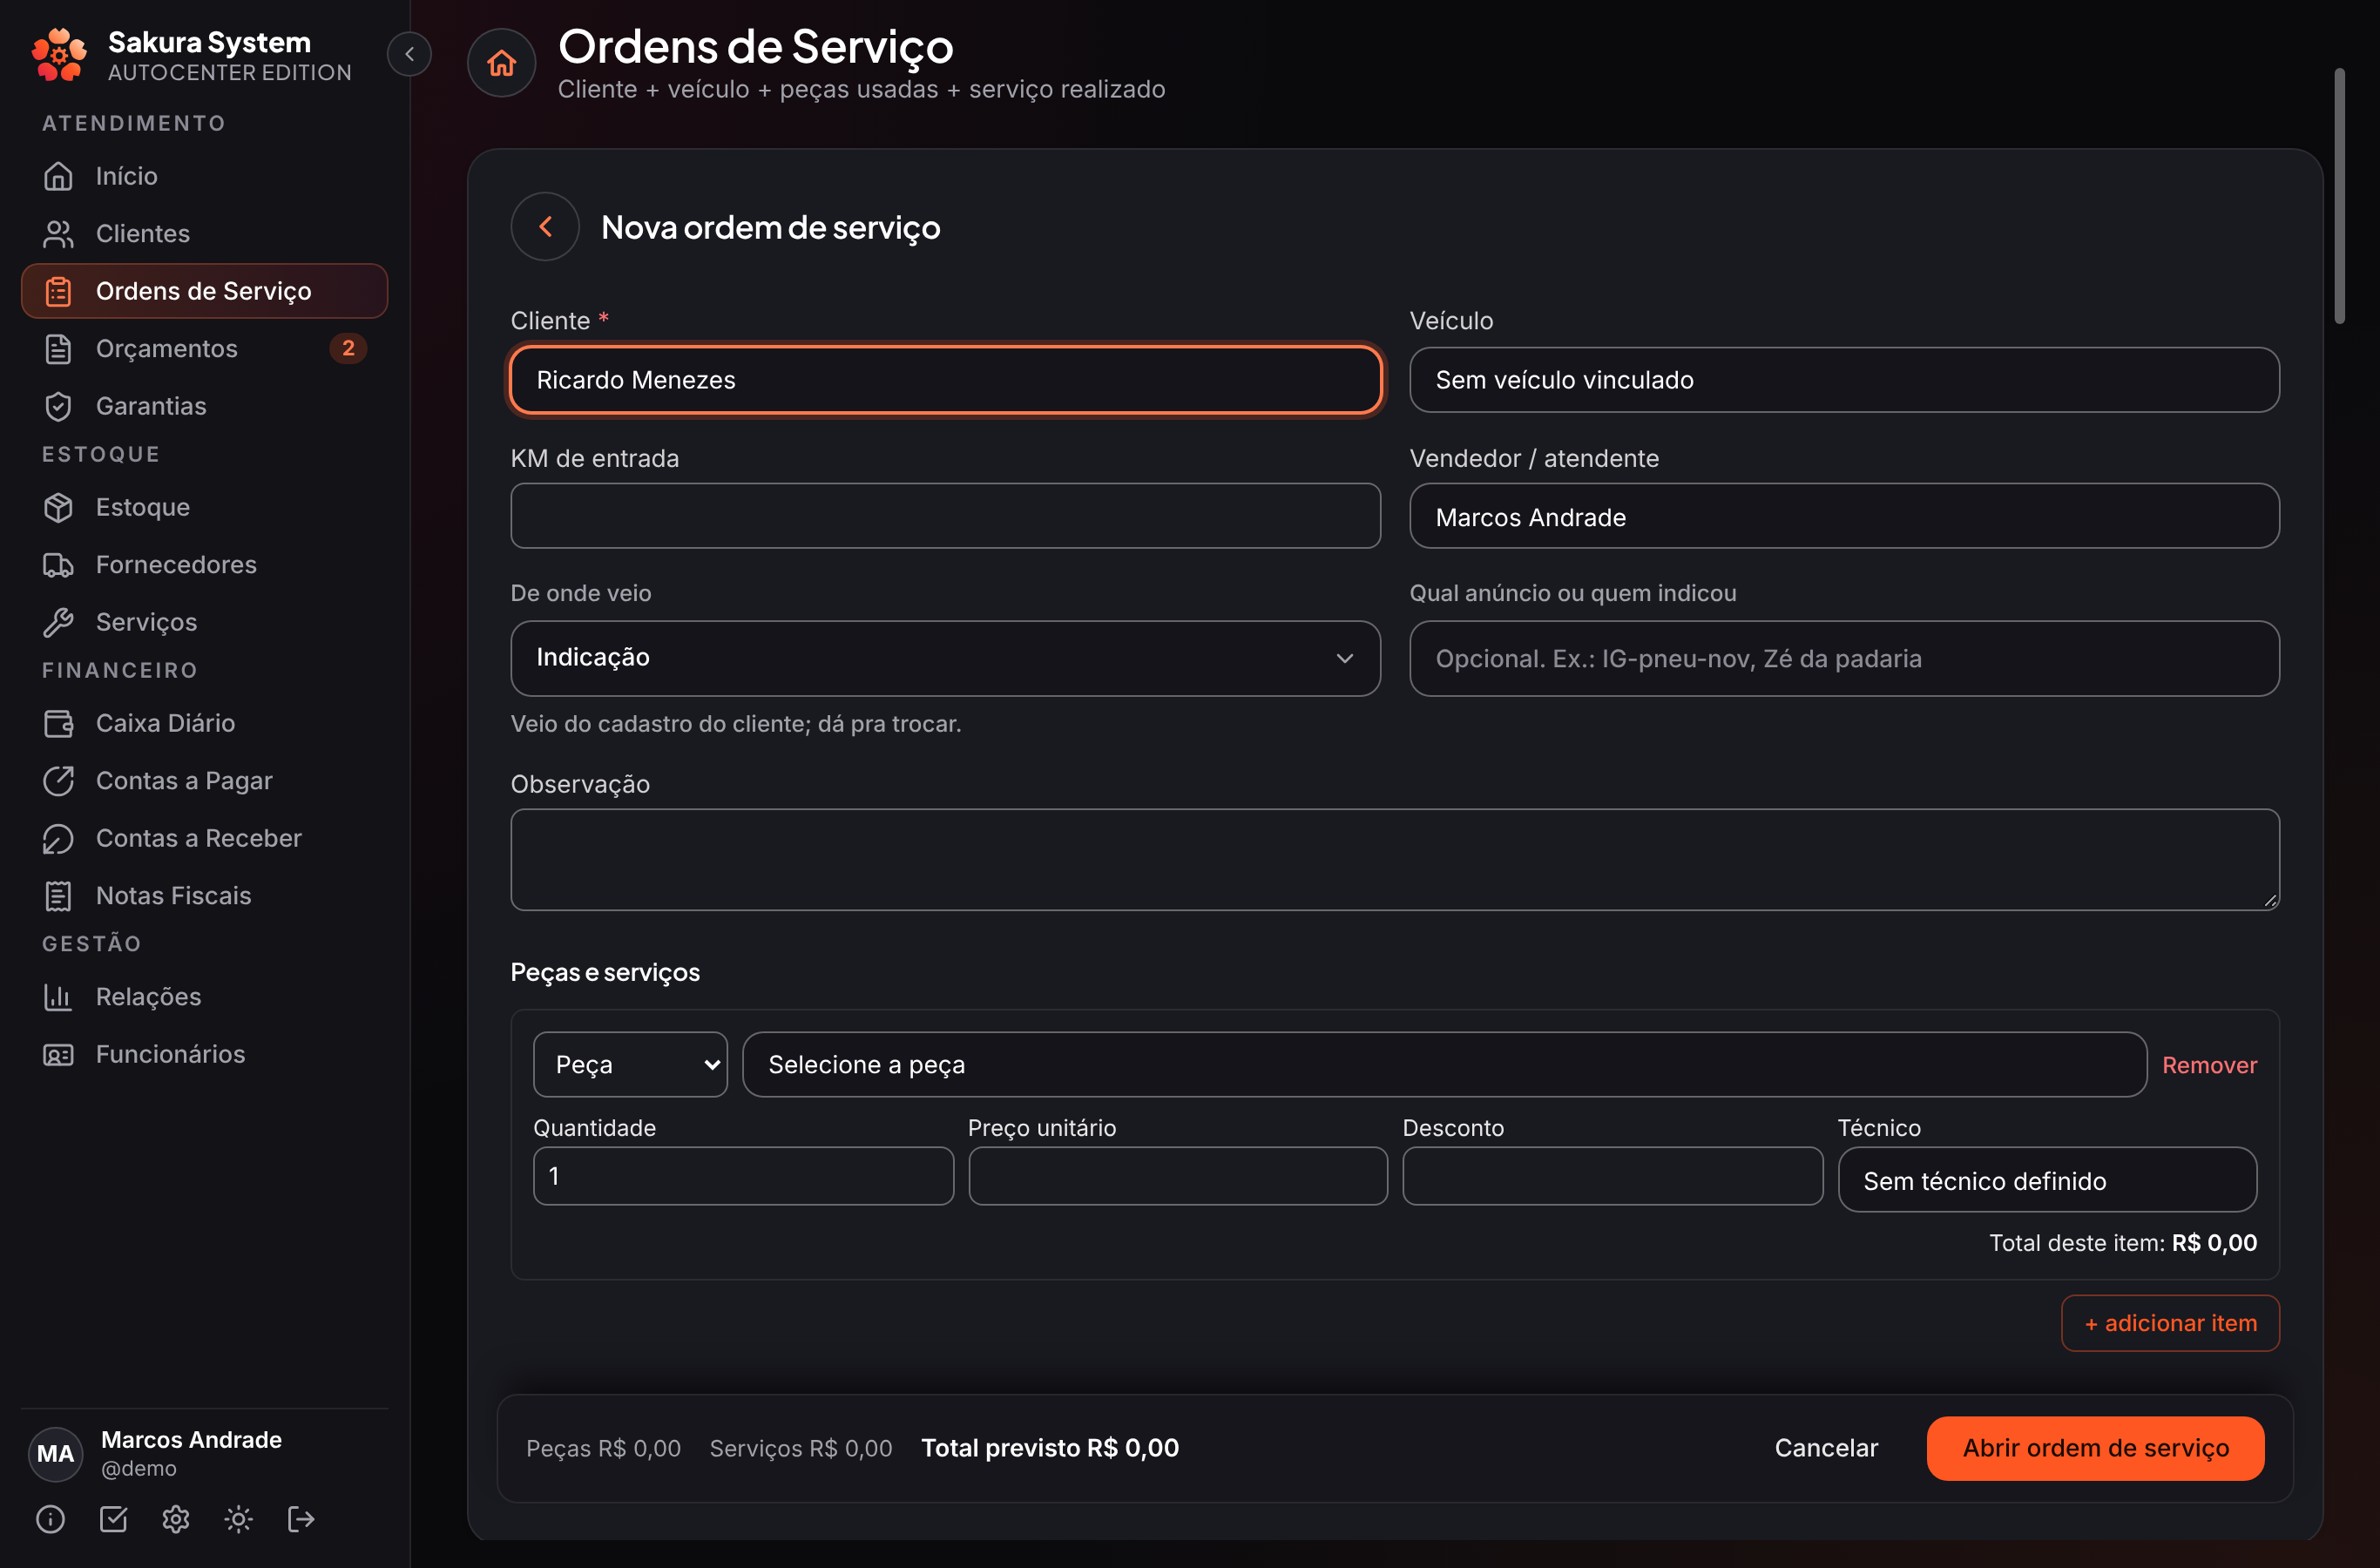 Sakura System
AUTOCENTER EDITION
ATENDIMENTO
Início
Clientes
Ordens de Serviço
Orçamentos
2
Garantias
ESTOQUE
Estoque
Fornecedores
Serviços
FINANCEIRO
Caixa Diário
Contas a Pagar
Contas a Receber
Notas Fiscais
GESTÃO
Relações
Funcionários
MA
Marcos Andrade
@demo
Ordens de Serviço
Cliente + veículo + peças usadas + serviço realizado
Nova ordem de serviço
Cliente *
Ricardo Menezes
Veículo
Sem veículo vinculado
KM de entrada
Vendedor / atendente
Marcos Andrade
De onde veio
Indicação
Veio do cadastro do cliente; dá pra trocar.
Qual anúncio ou quem indicou
Opcional. Ex.: IG-pneu-nov, Zé da padaria
Observação
Peças e serviços
Peça
Selecione a peça
Remover
Quantidade
1
Preço unitário
Desconto
Técnico
Sem técnico definido
Total deste item: R$ 0,00
+ adicionar item
Peças R$ 0,00 Serviços R$ 0,00 Total previsto R$ 0,00
Cancelar
Abrir ordem de serviço